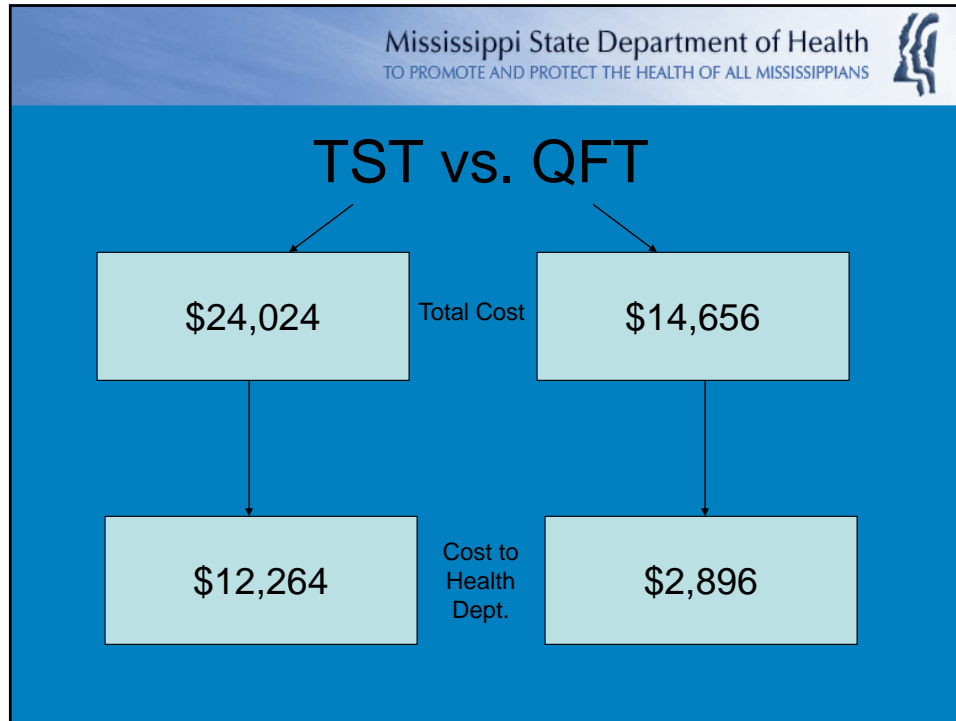 Mississippi State Department of Health
TO PROMOTE AND PROTECT THE HEALTH OF ALL MISSISSIPPIANS
TST vs. QFT
$24,024
Total Cost
$14,656
$12,264
Cost to
Health
Dept.
$2,896